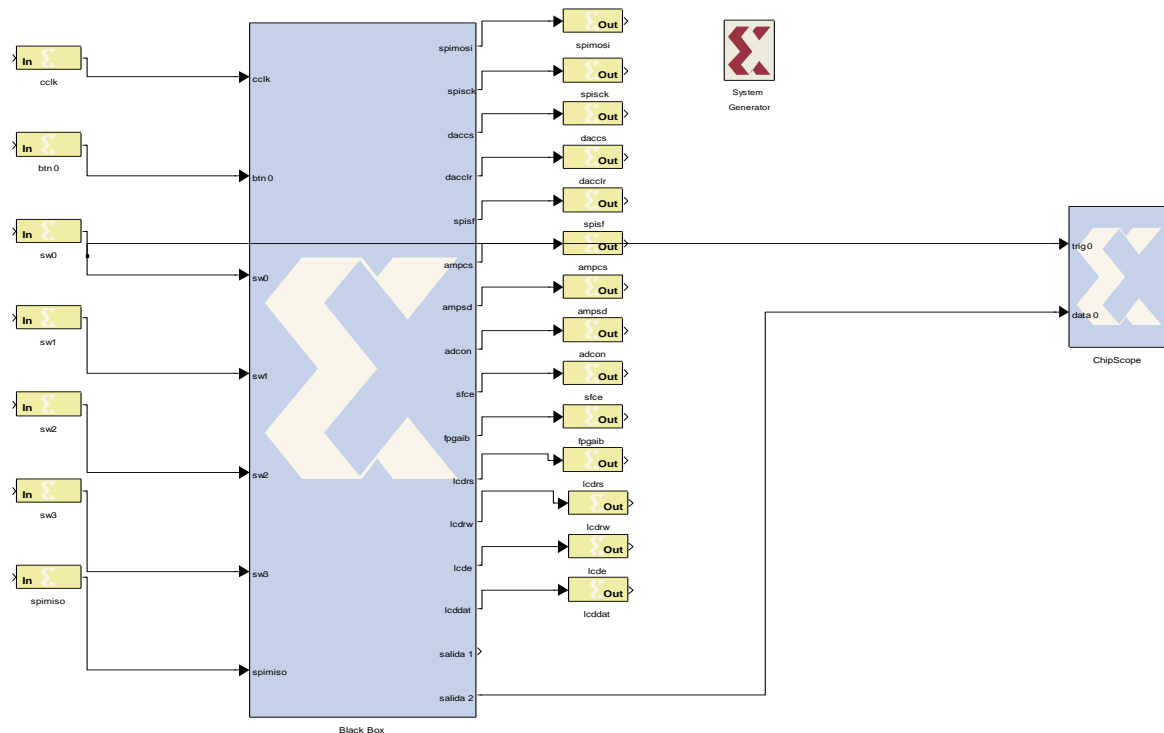 In
cclk
In
btn 0
In
sw0
In
sw1
In
sw2
In
sw3
In
spimiso
cclk
btn 0
sw0
sw1
sw2
sw3
spimiso
spimosi
spisck
daccs
dacclr
spisf
ampcs
ampsd
adcon
sfce
fpgaib
lcdrs
lcdrw
lcde
lcddat
salida 1
salida 2
Black Box
Out
spimosi
Out
spisck
Out
daccs
Out
dacclr
Out
spisf
Out
ampcs
Out
ampsd
Out
adcon
Out
sfce
Out
fpgaib
Out
lcdrs
Out
lcdrw
Out
lcde
Out
lcddat
System
Generator
trig 0
data 0
ChipScope